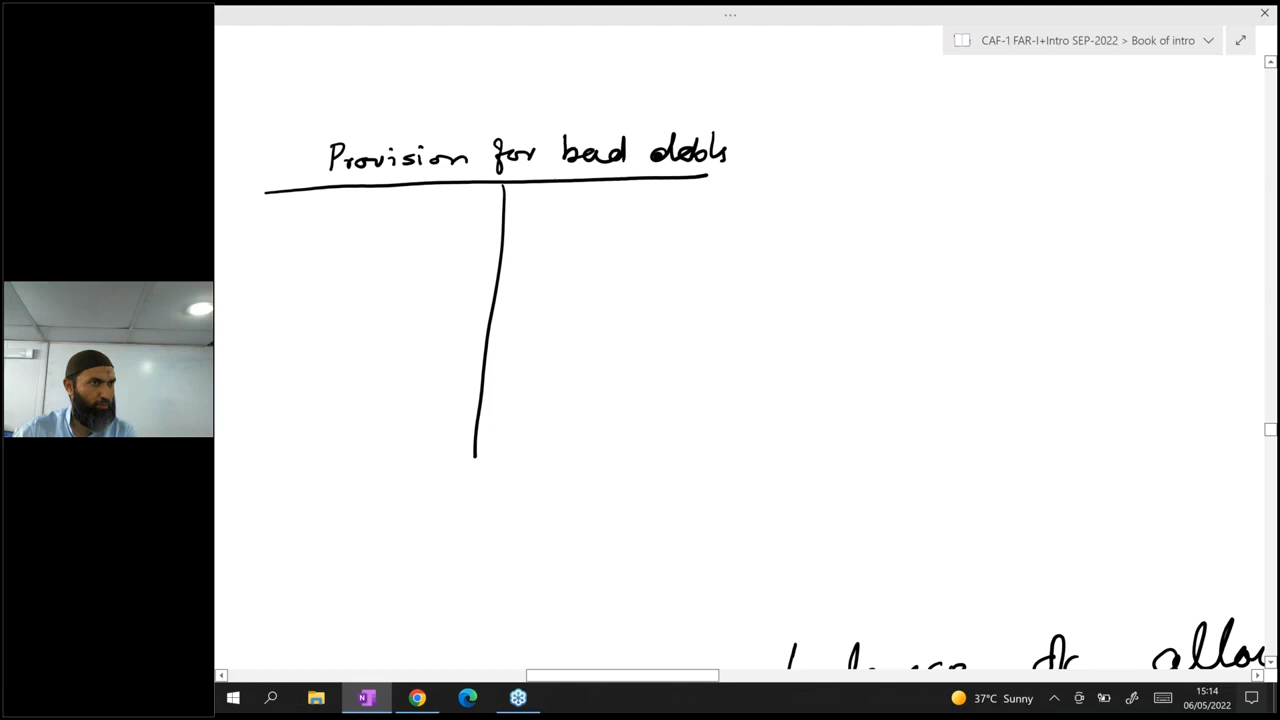 CAF-1 FAR-I+Intro SEP-2022 > Book of intro
Provision for bad debts
37°C Sunny
15:14
06/05/2022